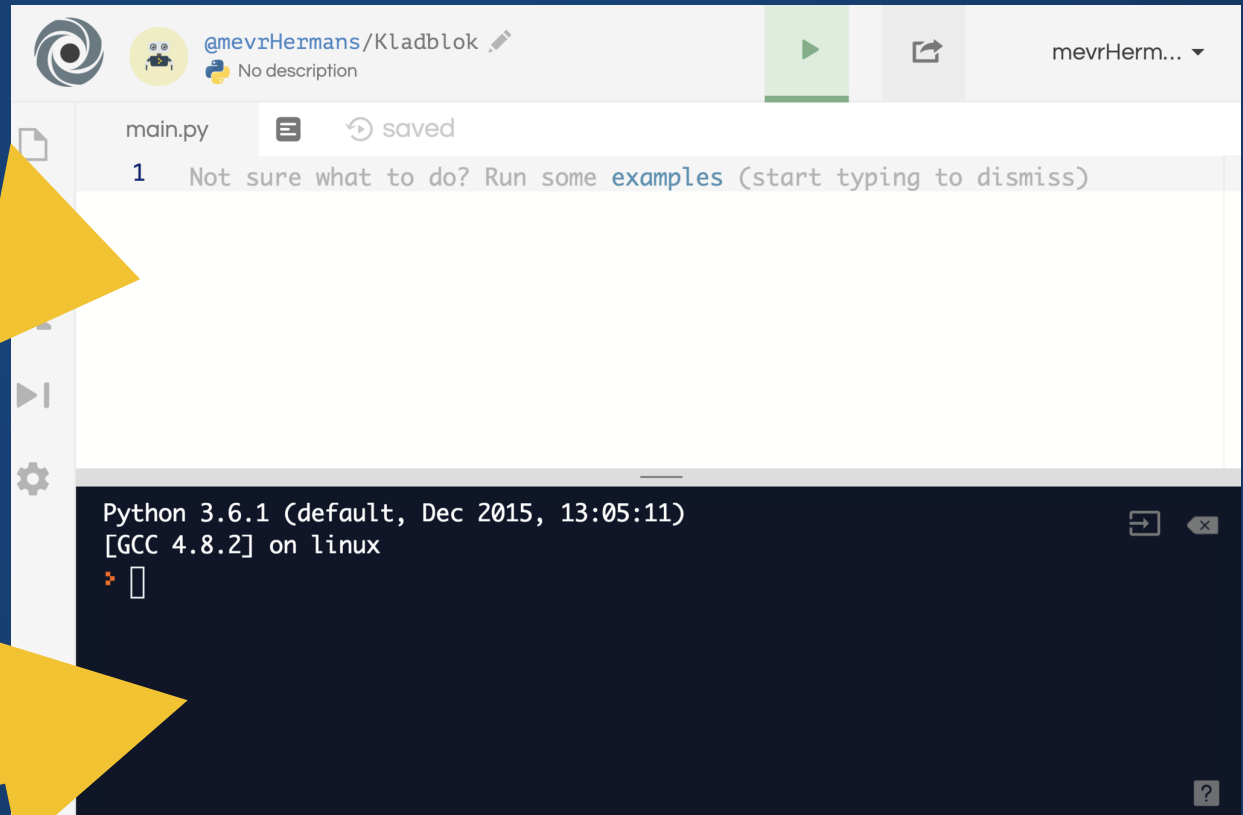 @mevrHermans/Kladblok
No description
mevrHerm...
main.py
saved
1 Not sure what to do? Run some examples (start typing to dismiss)
Python 3.6.1 (default, Dec 2015, 13:05:11)
[GCC 4.8.2] on linux
?